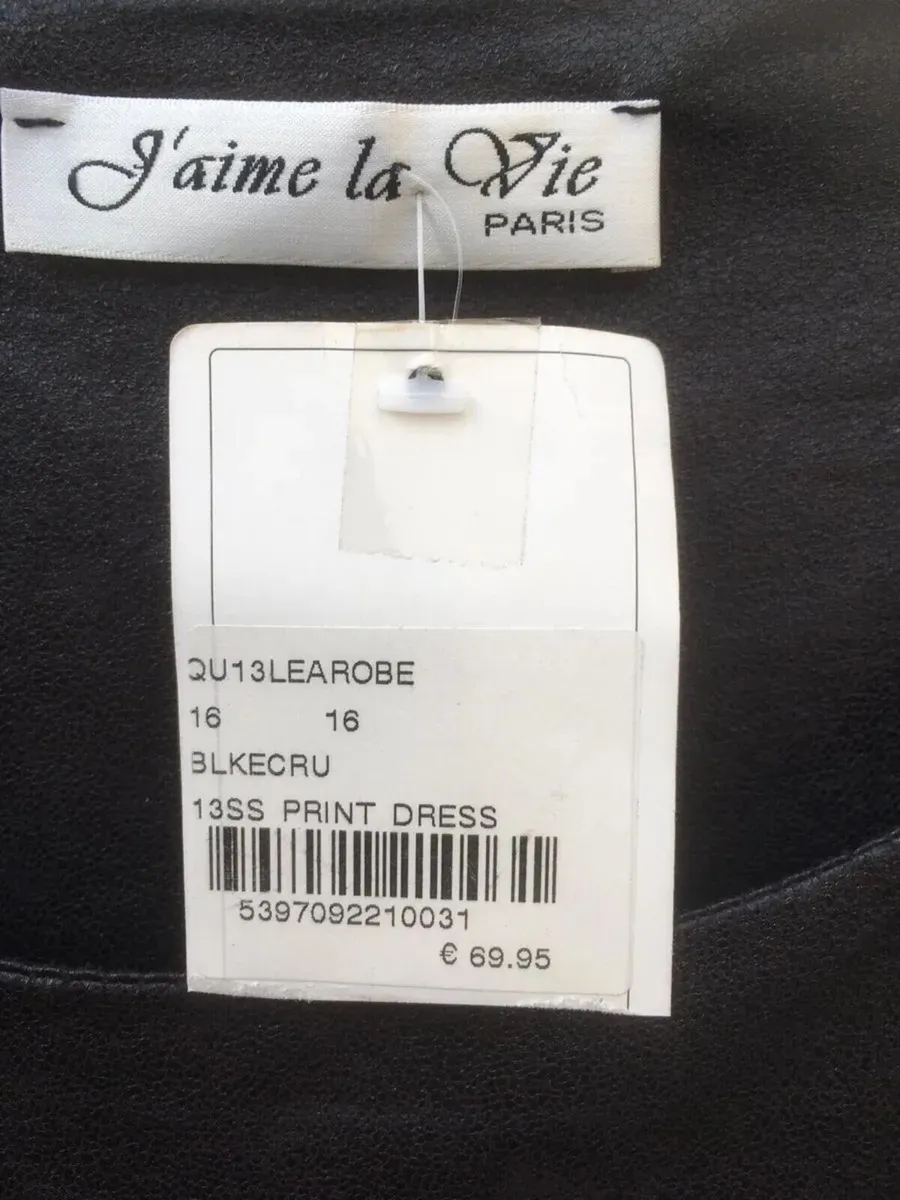 J'aime la Vie
PARIS
QU13LEAROBE
16 16
BLKECRU
13SS PRINT DRESS
5397092210031
€ 69.95